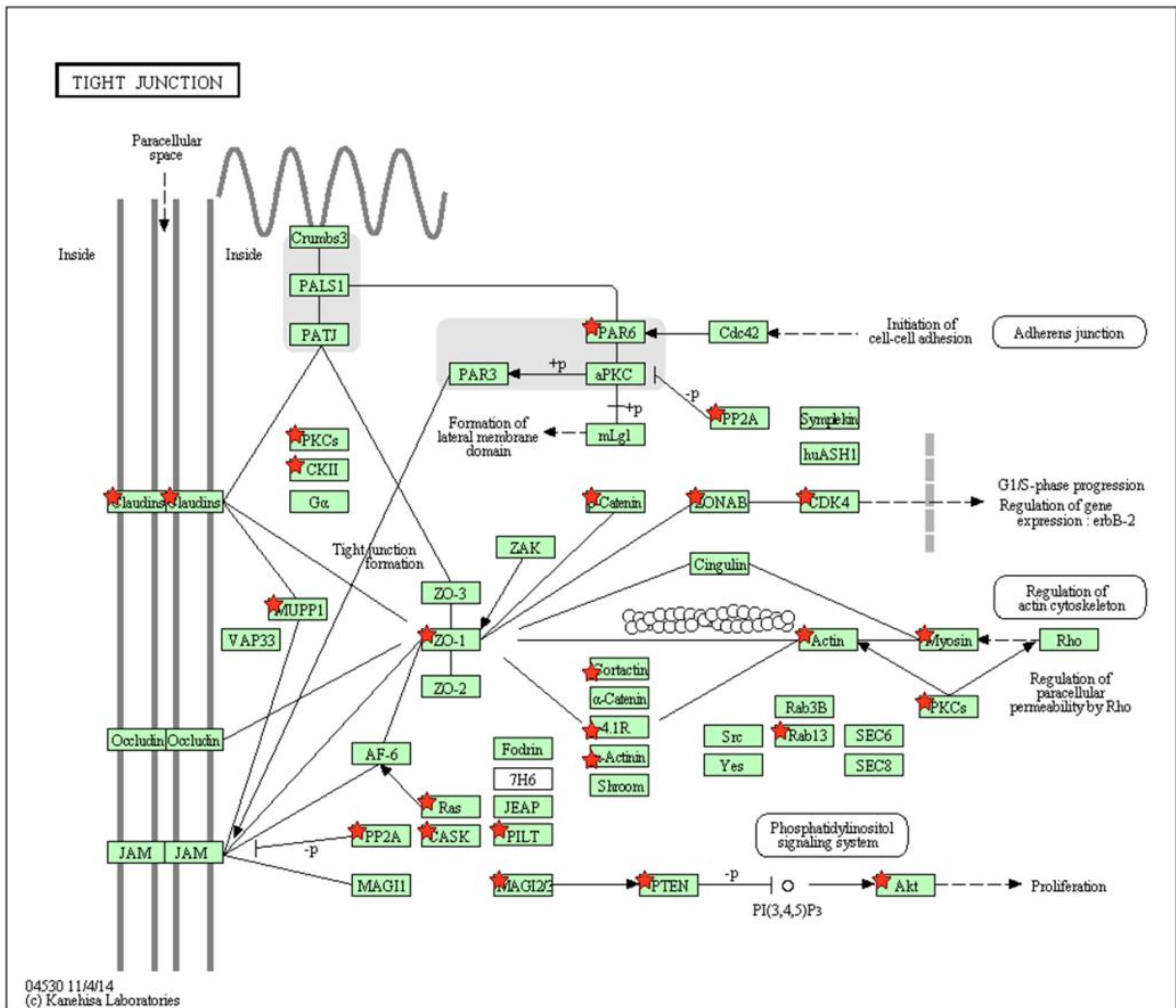 TIGHT JUNCTION
Paracellular
space
Inside
Inside
Crumbs3
PALS1
PATJ
PAR6
Cdc42
Initiation of
cell-cell adhesion
Adherens junction
PAR3
+p
aPKC
-p
+p
PP2A
Symplekin
Formation of
lateral membrane
domain
mLgl
huASH1
PKCs
CKII
Gα
Claudins
Claudins
β-Catenin
ZONAB
CDK4
G1/S-phase progression
Regulation of gene
expression : erbB-2
Tight junction
formation
ZAK
Cingulin
ZO-3
MUPP1
VAP33
ZO-1
ZO-2
Actin
Myosin
Rho
Regulation of
actin cytoskeleton
Cortactin
α-Catenin
4.1R
α-Actinin
Shroom
PKCs
Regulation of
paracellular
permeability by Rho
Rab3B
Src
Rab13
SEC6
Yes
SEC8
Occludin
Occludin
AF-6
Fodrin
7H6
JEAP
Ras
PP2A
CASK
PILT
-p
JAM
JAM
MAGI1
MAGI2/3
PTEN
-p
PI(3,4,5)P3
Phosphatidylinositol
signaling system
Akt
Proliferation
04530 11/4/14
(c) Kanehisa Laboratories